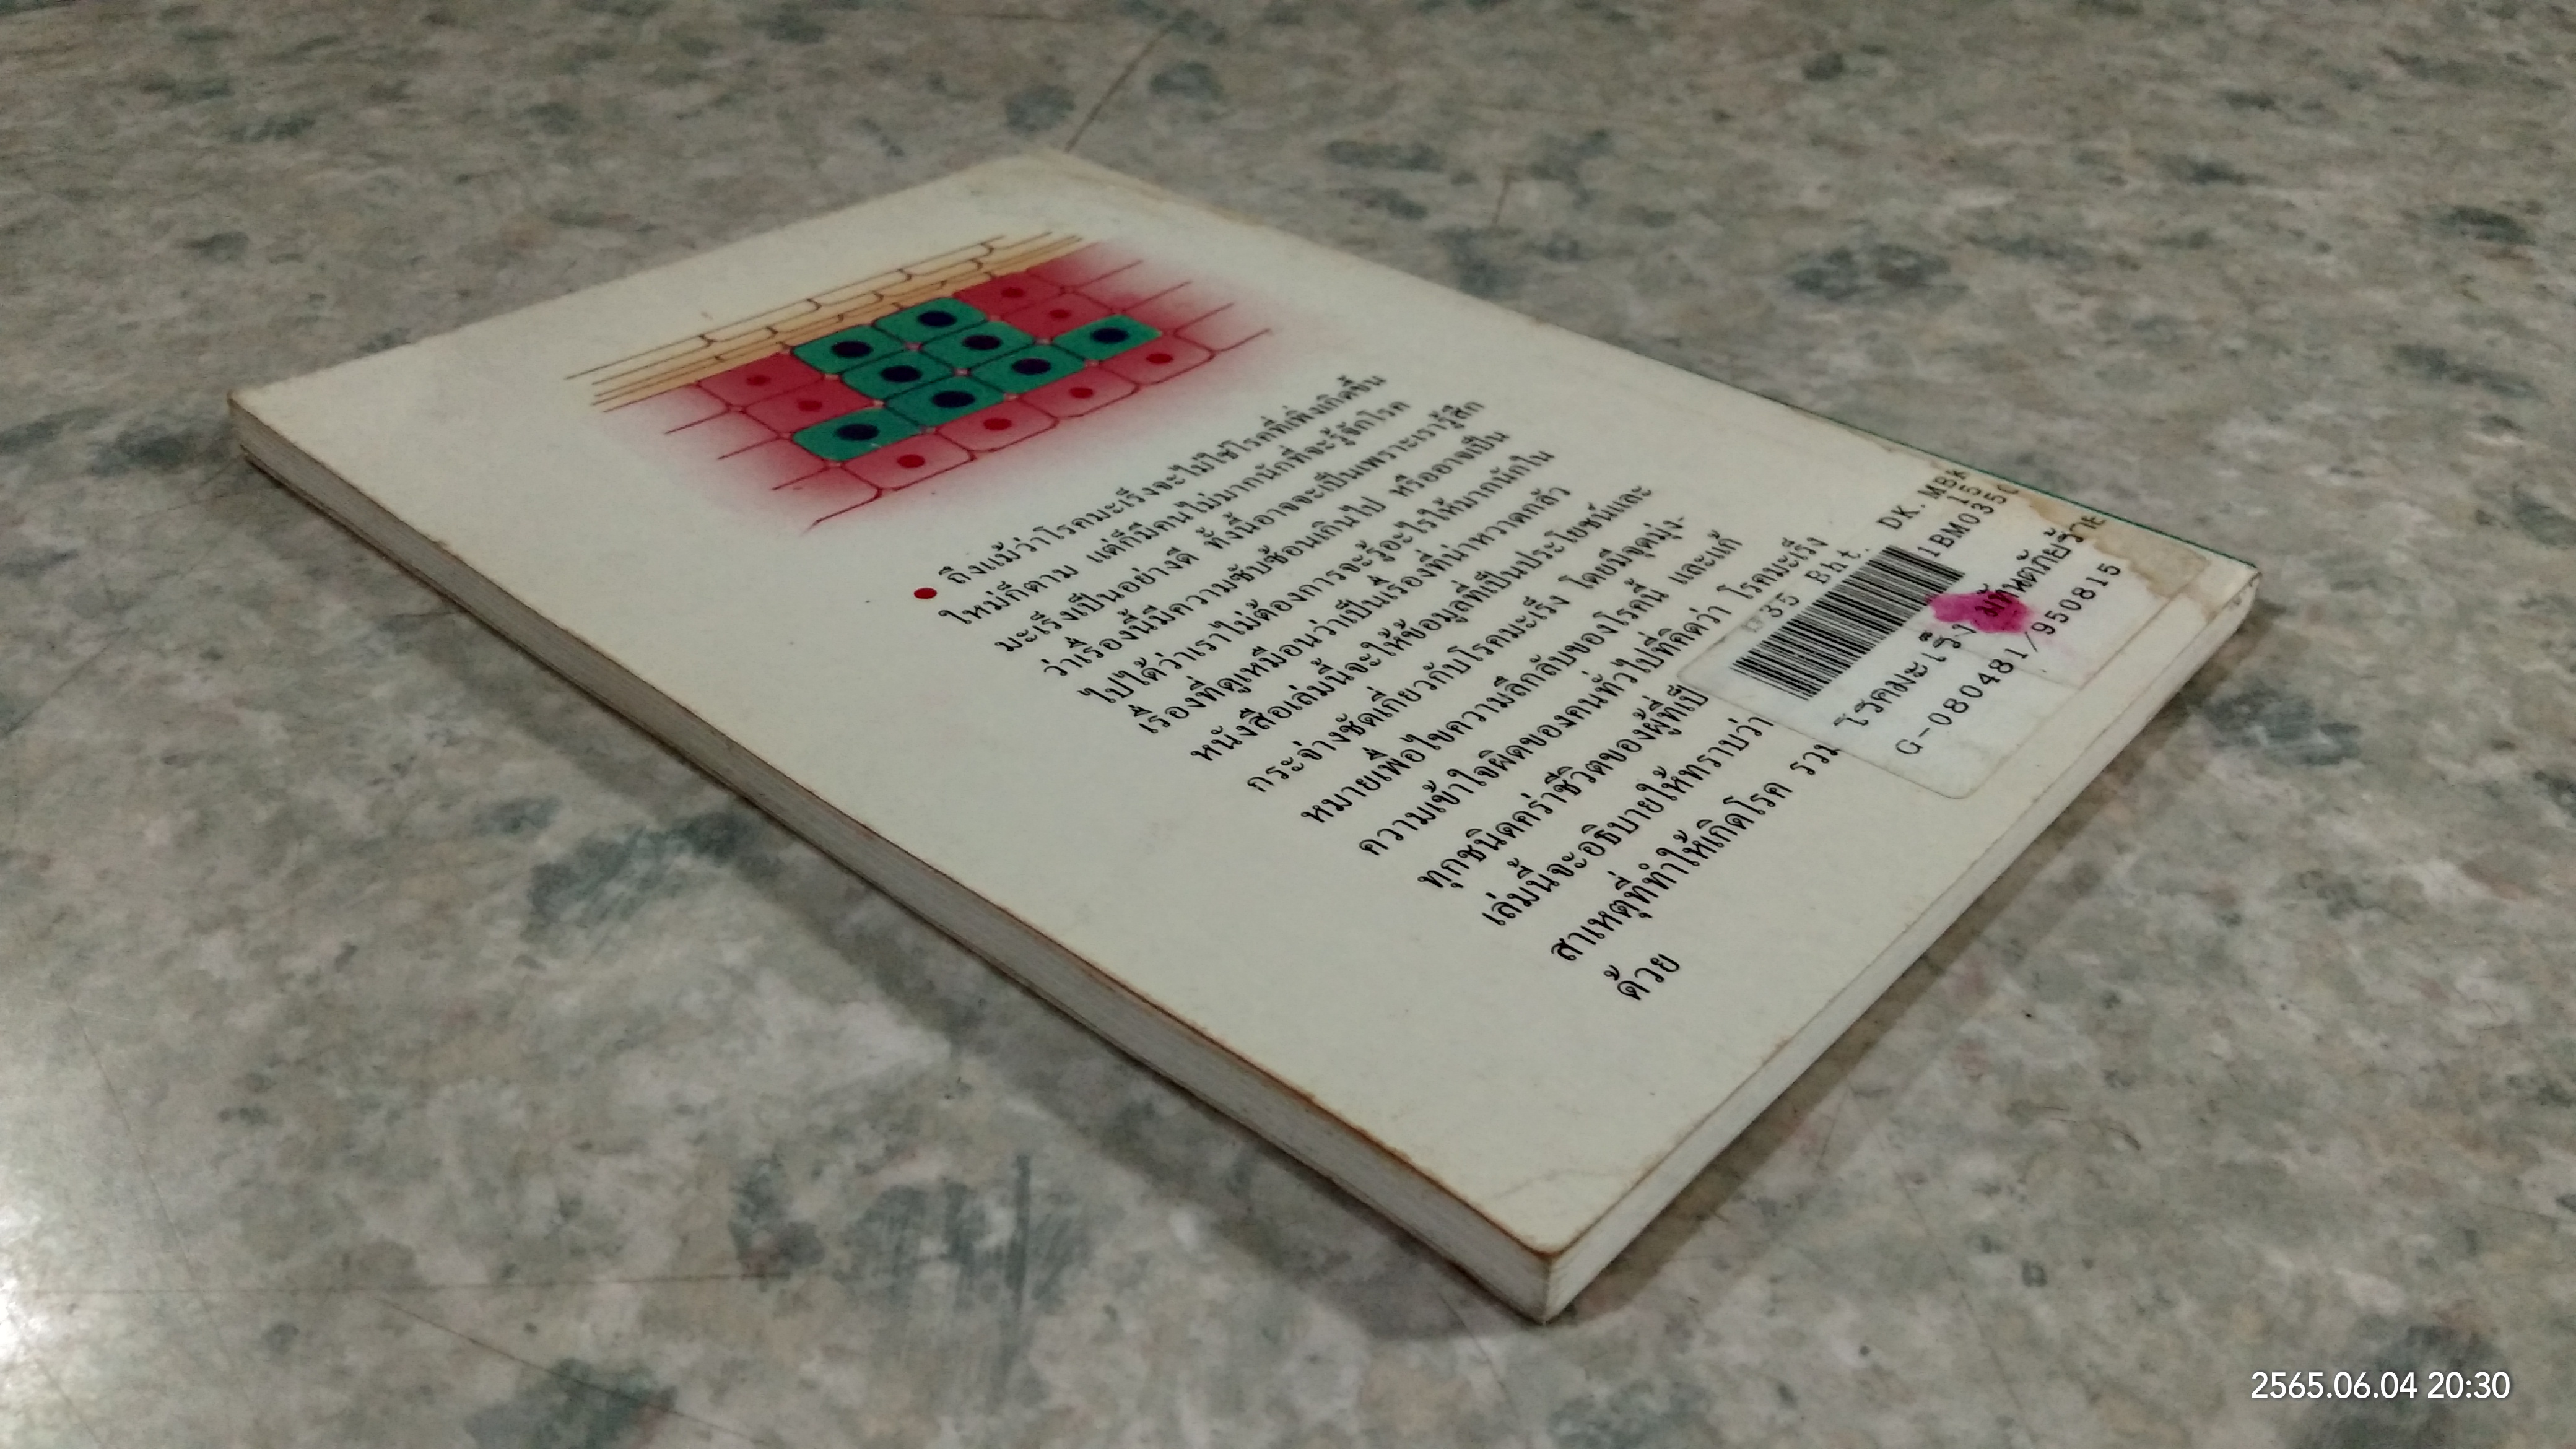 ถึงแม้ว่าโรคมะเร็งจะไม่ใช่โรคที่เพิ่งเกิดขึ้น
ใหม่ก็ตาม แต่ก็มีคนไม่มากนักที่จะรู้จักโรค
มะเร็งเป็นอย่างดี ทั้งนี้อาจจะเป็นเพราะเรารู้สึก
ว่าเรื่องนี้มีความซับซ้อนเกินไป หรืออาจเป็น
ไปได้ว่าเราไม่ต้องการจะรู้อะไรให้มากนักใน
เรื่องที่ดูเหมือนว่าเป็นเรื่องที่น่าหวาดกลัว
หนังสือเล่มนี้จะให้ข้อมูลที่เป็นประโยชน์และ
กระจ่างชัดเกี่ยวกับโรคมะเร็ง โดยมีจุดมุ่ง-
หมายเพื่อไขความลึกลับของโรคนี้ และแก้
ความเข้าใจผิดของคนทั่วไปที่คิดว่า โรคมะเร็ง
ทุกชนิดคร่าชีวิตของผู้ที่เป็
เล่มนี้จะอธิบายให้ทราบว่า
สาเหตุที่ทำให้เกิดโรค รวม
ด้วย
35 Bht. DK. MBK
15
1BM035C
โรคมะเร็ง มหันตภัยร้าย
G-080481/950815
2565.06.04 20:30